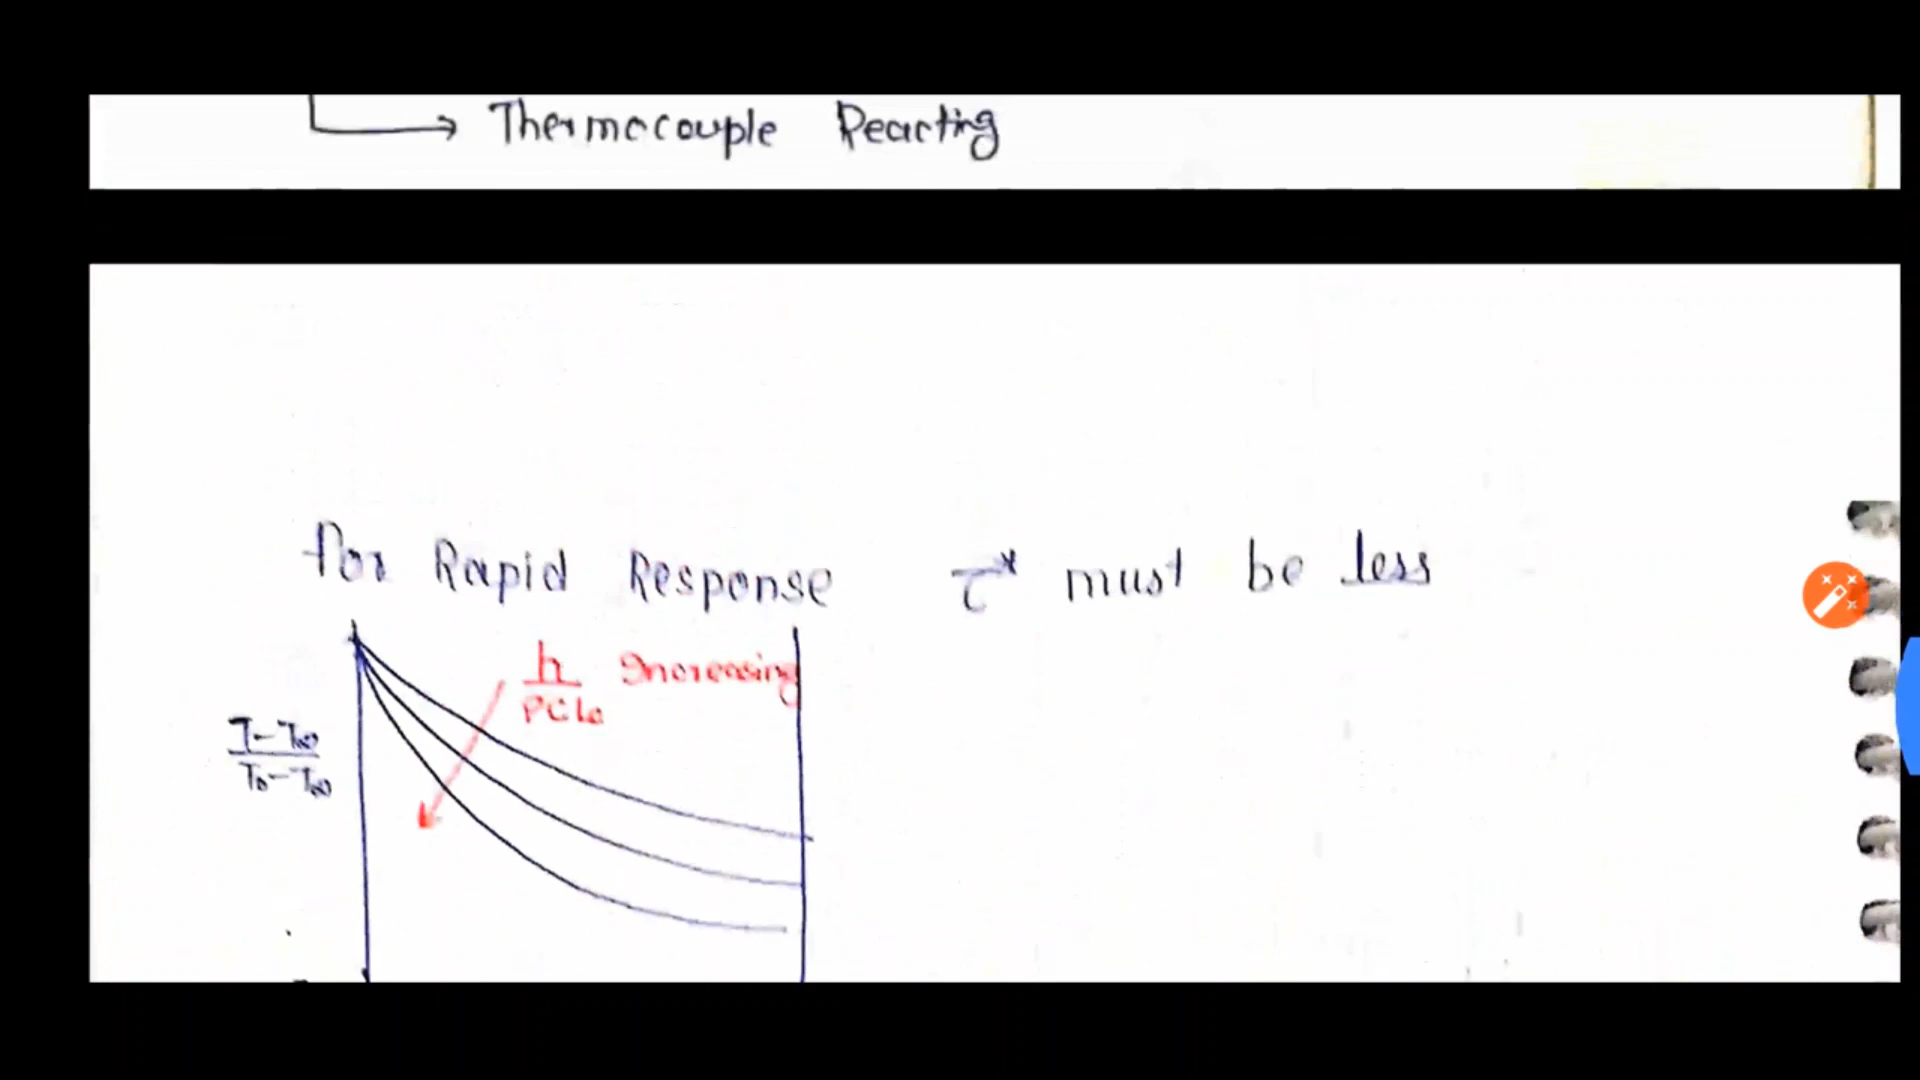 Thermocouple Reacting
for Rapid Response τ* must be less
h/ρCLc Increasing
T-T∞/T0-T∞